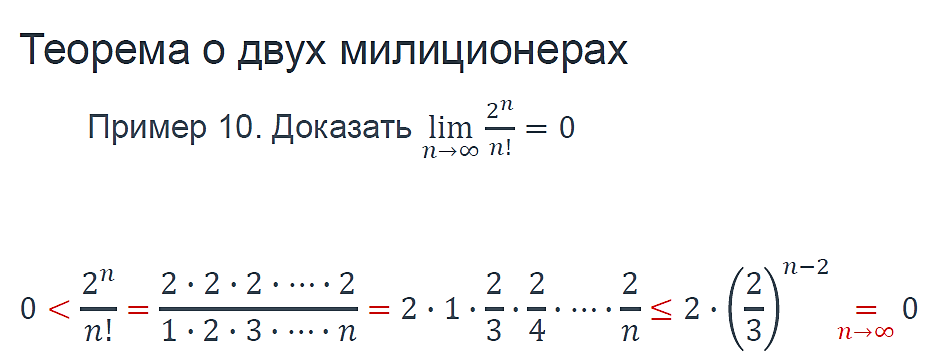 Теорема о двух милиционерах
Пример 10. Доказать lim_{n→∞} 2^n/n! = 0
0 < 2^n/n! = (2·2·2·⋯·2)/(1·2·3·⋯·n) = 2·1·2/3·2/4·⋯·2/n ≤ 2·(2/3)^{n−2} =_{n→∞} 0